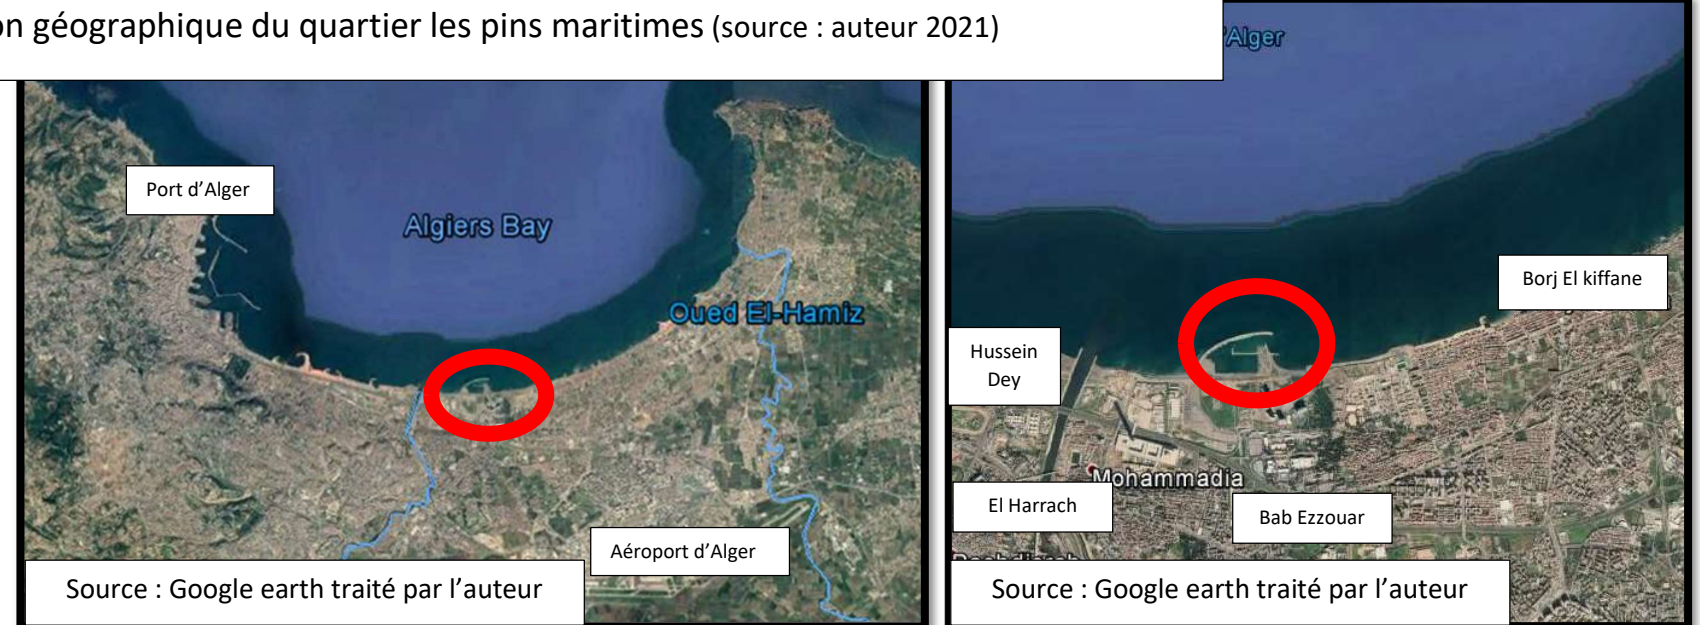 on géographique du quartier les pins maritimes (source : auteur 2021)
Port d’Alger
Algiers Bay
Oued El-Hamiz
Aéroport d’Alger
Source : Google earth traité par l’auteur
’Alger
Borj El kiffane
Hussein
Dey
Mohammadia
El Harrach
Bab Ezzouar
Source : Google earth traité par l’auteur